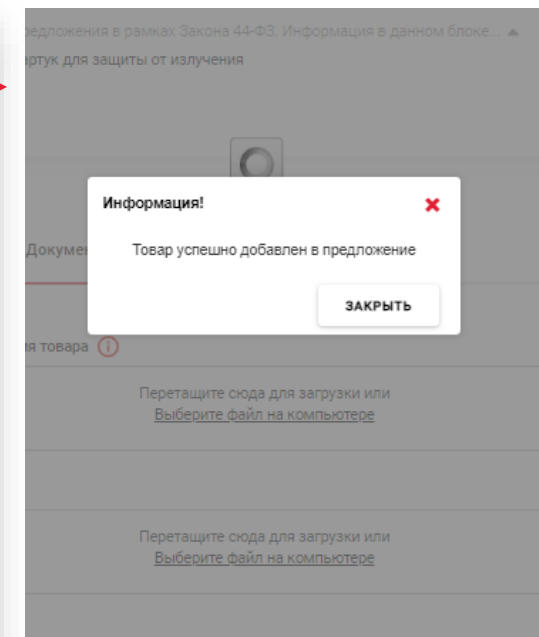 редложения в рамках Закона 44-ФЗ. Информация в данном блоке...
артук для защиты от излучения
Информация!
Товар успешно добавлен в предложение
Докумен
ЗАКРЫТЬ
ия товара
Перетащите сюда для загрузки или
Выберите файл на компьютере
Перетащите сюда для загрузки или
Выберите файл на компьютере